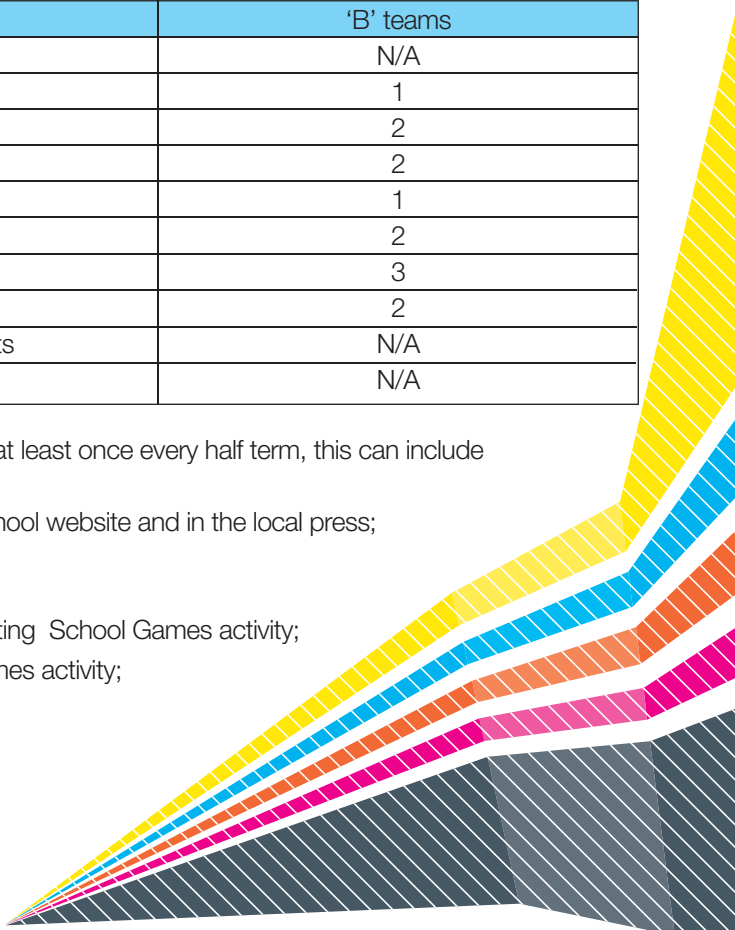 ‘B’ teams
N/A
1
2
2
1
2
3
2
ts N/A
N/A
at least once every half term, this can include
hool website and in the local press;
ting School Games activity;
nes activity;